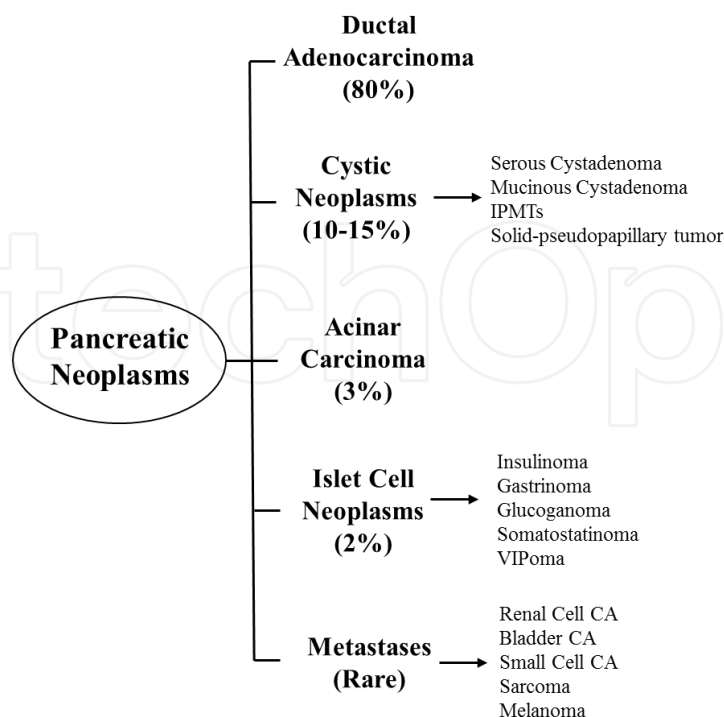 Ductal
Adenocarcinoma
(80%)
Cystic
Neoplasms
(10-15%)
Serous Cystadenoma
Mucinous Cystadenoma
IPMTs
Solid-pseudopapillary tumor
Pancreatic
Neoplasms
Acinar
Carcinoma
(3%)
Islet Cell
Neoplasms
(2%)
Insulinoma
Gastrinoma
Glucoganoma
Somatostatinoma
VIPoma
Metastases
(Rare)
Renal Cell CA
Bladder CA
Small Cell CA
Sarcoma
Melanoma
techOp